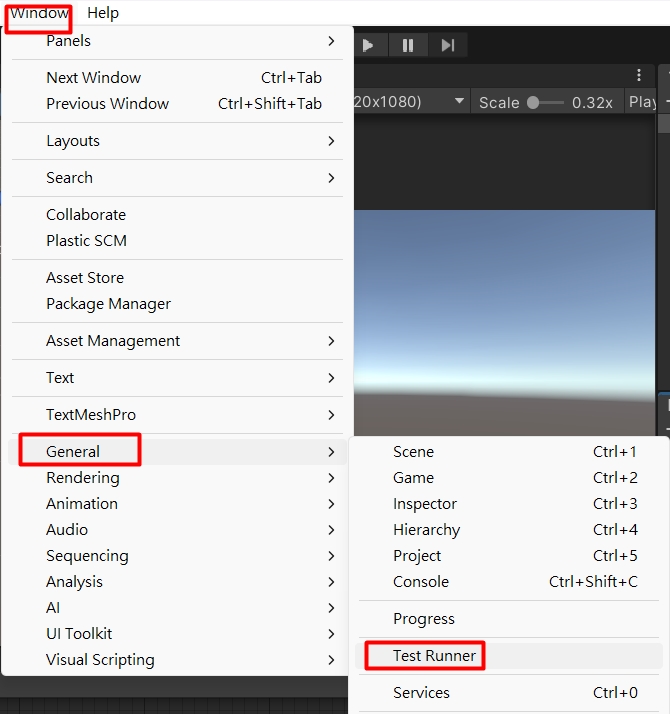 Window Help
Panels
Next Window Ctrl+Tab
Previous Window Ctrl+Shift+Tab
20x1080) Scale 0.32x Play
Layouts
Search
Collaborate
Plastic SCM
Asset Store
Package Manager
Asset Management
Text
TextMeshPro
General
Rendering
Animation
Audio
Sequencing
Analysis
AI
UI Toolkit
Visual Scripting
Scene Ctrl+1
Game Ctrl+2
Inspector Ctrl+3
Hierarchy Ctrl+4
Project Ctrl+5
Console Ctrl+Shift+C
Progress
Test Runner
Services Ctrl+0